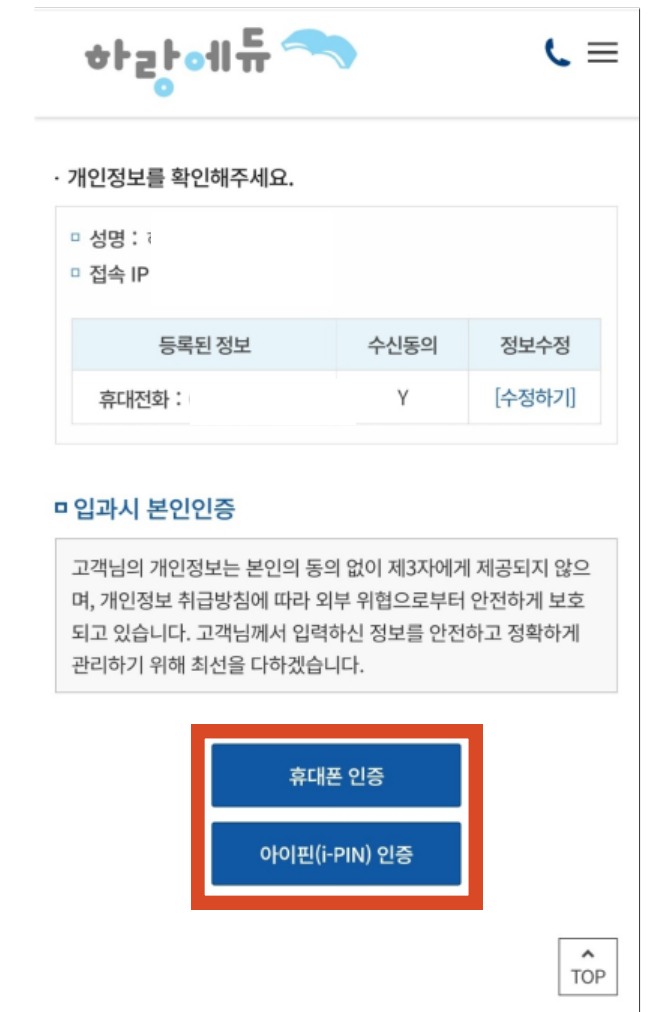 하랑에듀
· 개인정보를 확인해주세요.
성명 :
접속 IP
등록된 정보 수신동의 정보수정
휴대전화 : Y [수정하기]
입과시 본인인증
고객님의 개인정보는 본인의 동의 없이 제3자에게 제공되지 않으
며, 개인정보 취급방침에 따라 외부 위협으로부터 안전하게 보호
되고 있습니다. 고객님께서 입력하신 정보를 안전하고 정확하게
관리하기 위해 최선을 다하겠습니다.
휴대폰 인증
아이핀(i-PIN) 인증
TOP